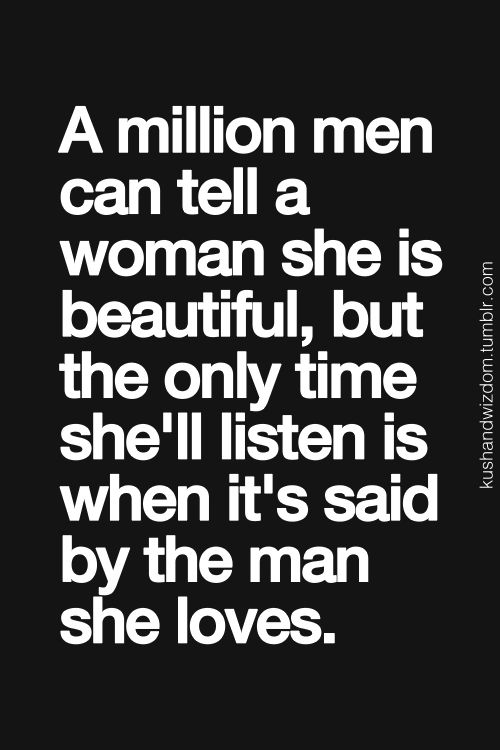 A million men
can tell a
woman she is
beautiful, but
the only time
she'll listen is
when it's said
by the man
she loves.
kushandwizdom.tumblr.com